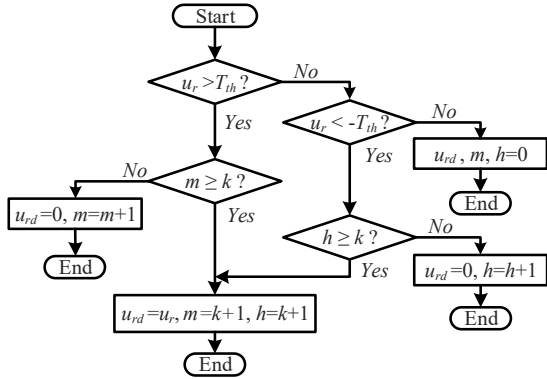 Start
u_r >T_th ?
No
Yes
u_r < -T_th ?
No
Yes
u_rd , m, h=0
End
No
m ≥ k ?
Yes
u_rd =0, m=m+1
End
h ≥ k ?
No
Yes
u_rd =0, h=h+1
End
u_rd =u_r, m=k+1, h=k+1
End